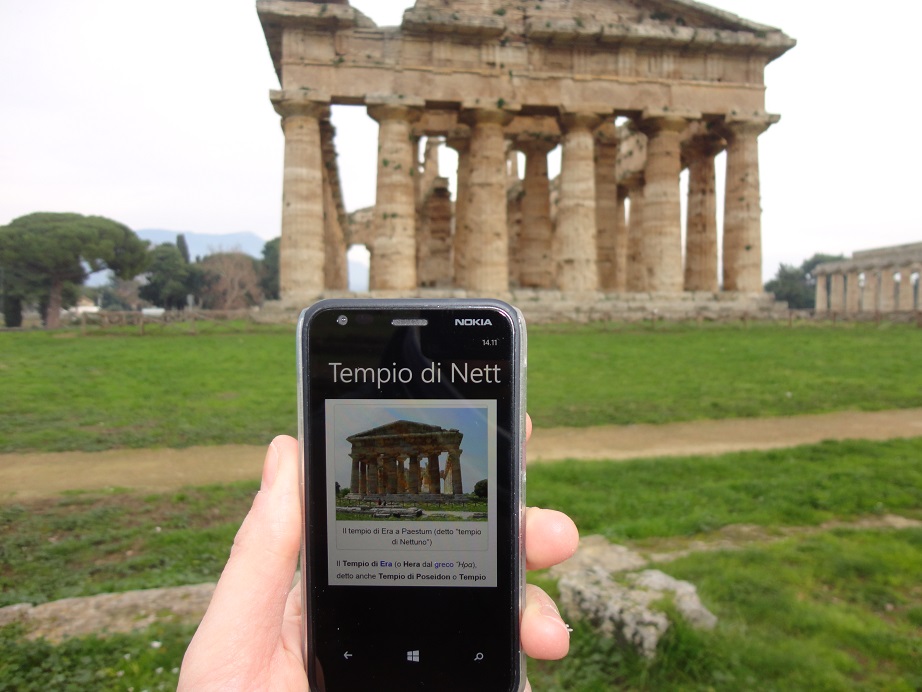 NOKIA
14.11
Tempio di Nett
Il tempio di Era a Paestum (detto "tempio
di Nettuno")
Il Tempio di Era (o Hera dal greco Ἥρα),
detto anche Tempio di Poseidon o Tempio